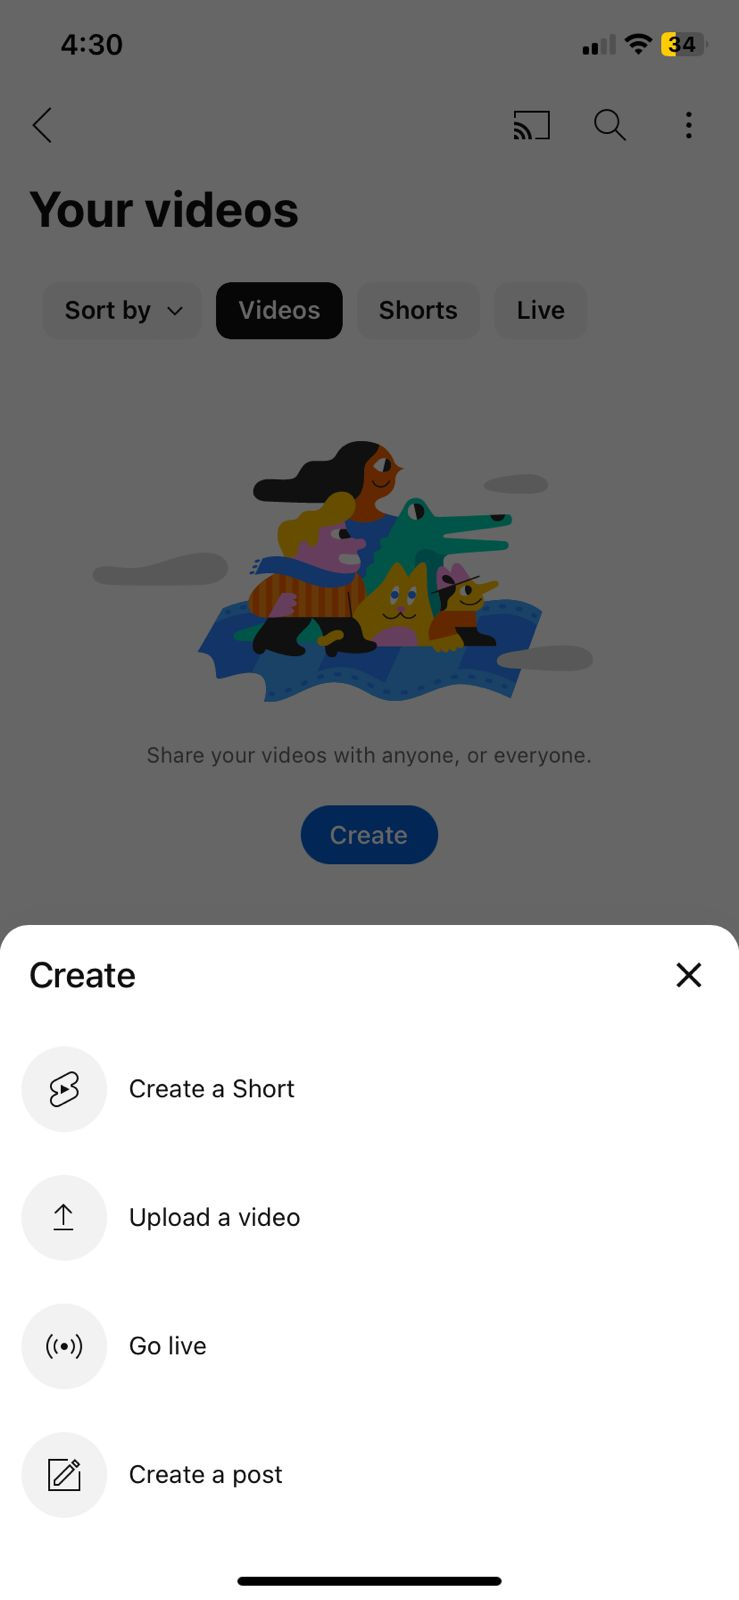 4:30
34
Your videos
Sort by Videos Shorts Live
Share your videos with anyone, or everyone.
Create
Create
Create a Short
Upload a video
Go live
Create a post